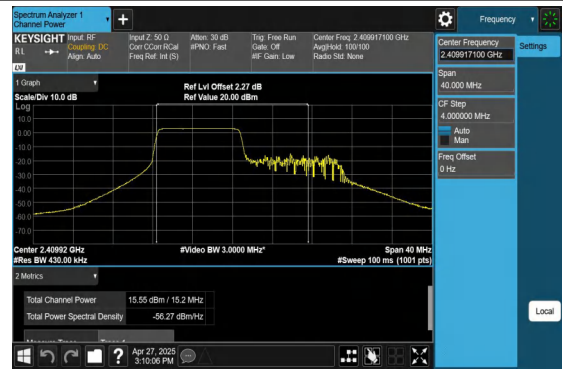 Spectrum Analyzer 1
Channel Power
Frequency
KEYSIGHT
RL
Input: RF
Coupling: DC
Align: Auto
Input Z: 50 Ω
Corr CCorr RCal
Freq Ref: Int (S)
Atten: 30 dB
#PNO: Fast
Trig: Free Run
Gate: Off
#IF Gain: Low
Center Freq: 2.409917100 GHz
Avg|Hold: 100/100
Radio Std: None
LXI
1 Graph
Scale/Div 10.0 dB
Ref Lvl Offset 2.27 dB
Ref Value 20.00 dBm
Log
10.0
0.00
-10.0
-20.0
-30.0
-40.0
-50.0
-60.0
-70.0
Center 2.40992 GHz
#Res BW 430.00 kHz
#Video BW 3.0000 MHz*
Span 40 MHz
#Sweep 100 ms (1001 pts)
2 Metrics
Total Channel Power 15.55 dBm / 15.2 MHz
Total Power Spectral Density -56.27 dBm/Hz
Apr 27, 2025
3:10:06 PM
Center Frequency
2.409917100 GHz
Settings
Span
40.000 MHz
CF Step
4.000000 MHz
Auto
Man
Freq Offset
0 Hz
Local